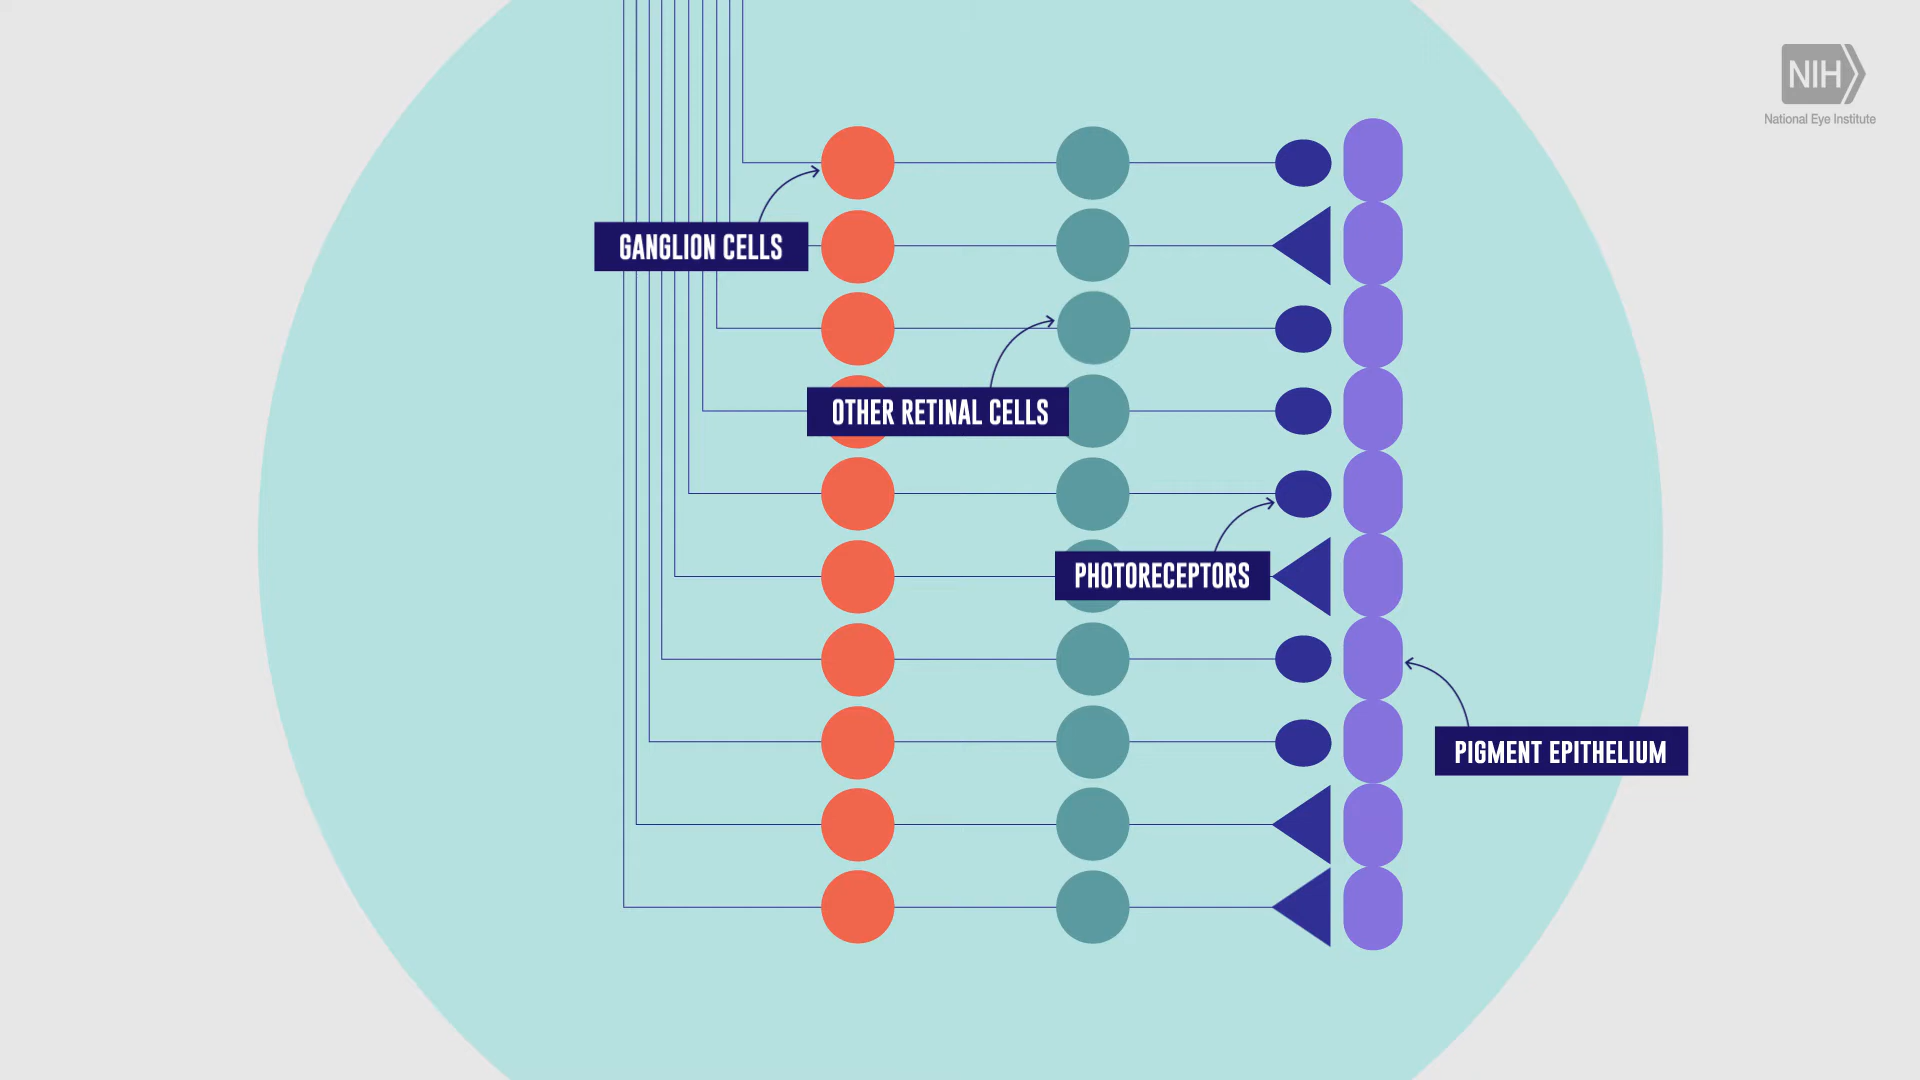 NIH
National Eye Institute
GANGLION CELLS
OTHER RETINAL CELLS
PHOTORECEPTORS
PIGMENT EPITHELIUM